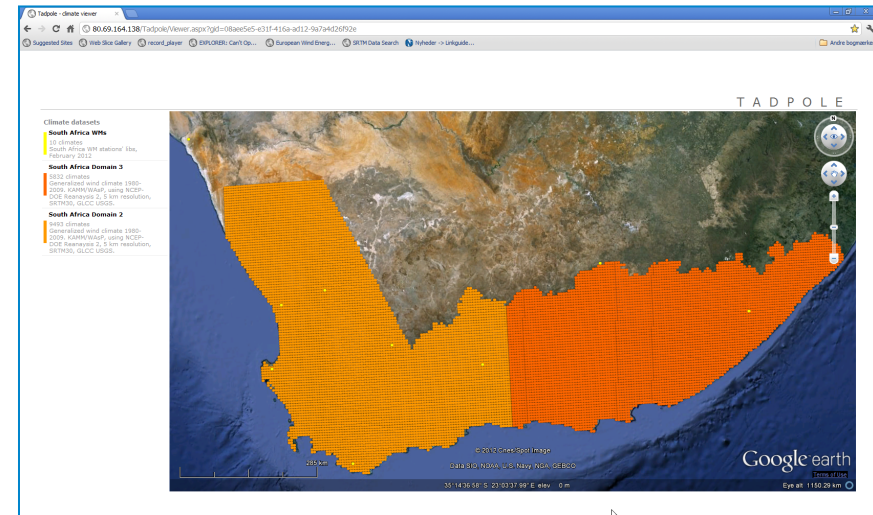 Tadpole - climate viewer
80.69.164.138/Tadpole/Viewer.aspx?gid=08aee5e5-e31f-416a-ad12-9a7a4d26f92e
Suggested Sites Web Slice Gallery record_player EXPLORER: Can't Op... European Wind Energ... SRTM Data Search Nyheder -> Linkguide... Andre bogmærker
TADPOLE
Climate datasets
South Africa WMs
10 climates
South Africa WM stations' like,
February 2012
South Africa Domain 3
5832 climates
Generalized wind climate 1980-
2009. KAMM/WAsP, using NCEP-
DOE Reanaysis 2, 5 km resolution,
SRTM30, GLCC USGS.
South Africa Domain 2
9493 climates
Generalized wind climate 1980-
2009. KAMM/WAsP, using NCEP-
DOE Reanaysis 2, 5 km resolution,
SRTM30, GLCC USGS.
N
© 2012 Cnes/Spot Image
285 km
Data SIO, NOAA, U.S. Navy, NGA, GEBCO
Google earth
Terms of Use
35°14'36.58" S 23°03'37.99" E elev 0 m
Eye alt 1150.29 km